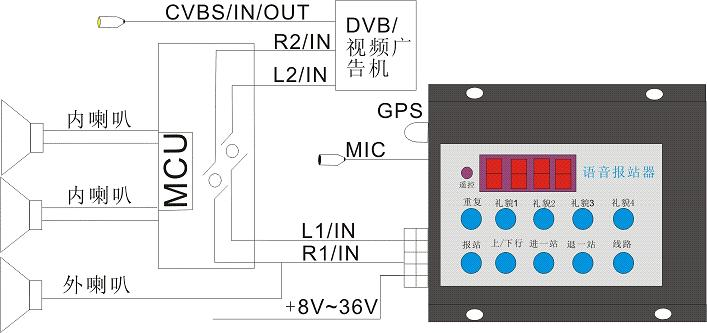 CVBS/IN/OUT
DVB/
视频广
告机
R2/IN
L2/IN
GPS
内喇叭
MCU
MIC
语音报站器
遥控
内喇叭
重复 礼貌1 礼貌2 礼貌3 礼貌4
L1/IN
报站 上/下行 进一站 退一站 线路
R1/IN
外喇叭
+8V~36V